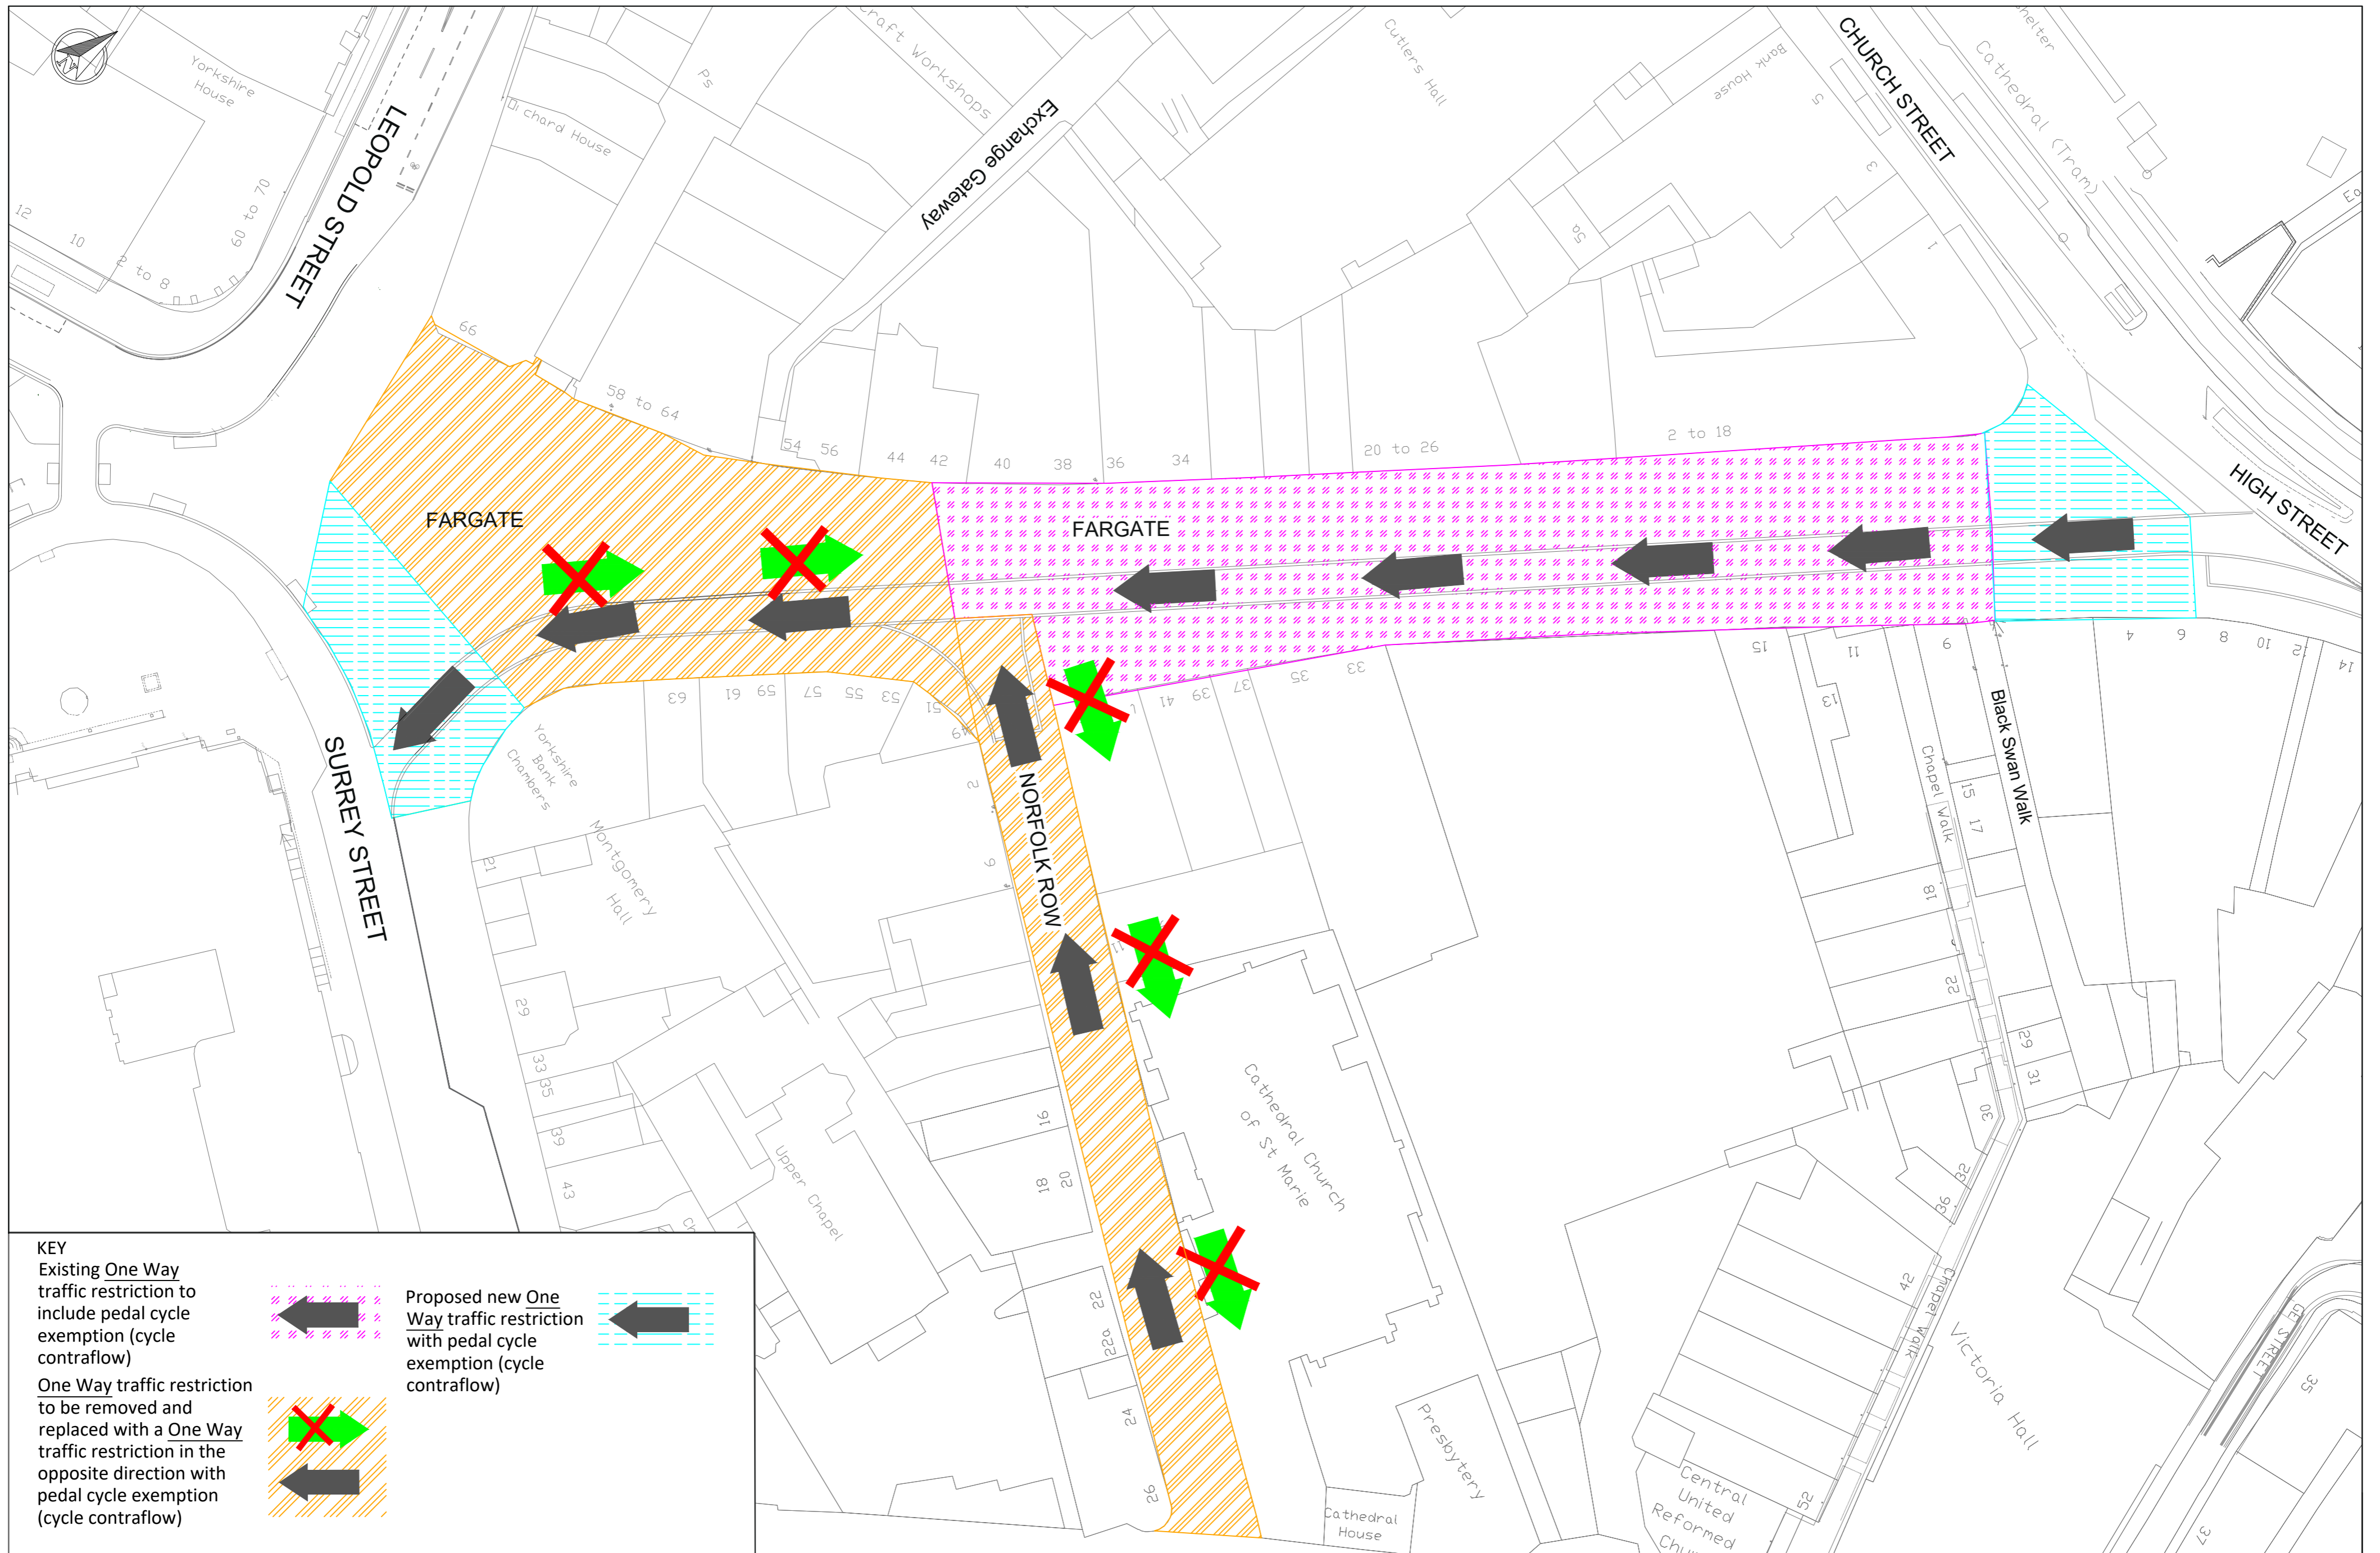 N
Yorkshire
House
LEOPOLD STREET
Ps
Craft Workshops
Exchange Gateway
Cutlers Hall
Bank House
CHURCH STREET
Cathedral (Tram)
12
10
2 to 8
60 to 70
5
3
1
5a
66
58 to 64
54
56
44
42
40
38
36
34
20 to 26
2 to 18
FARGATE
FARGATE
HIGH STREET
63
61
59
57
55
53
51
49
41
39
37
35
33
15
13
11
9
4
6
8
10
12
14
SURREY STREET
Yorkshire
Bank
Chambers
Montgomery
Hall
NORFOLK ROW
2
6
11
Chapel Walk
Black Swan Walk
15
17
18
22
29
31
30
32
36
21
29
33
35
39
43
Upper Chapel
16
18
20
22
22a
24
26
Cathedral Church
of St Marie
Presbytery
Cathedral
House
Central
United
Reformed
42
52
Chapel Walk
Victoria Hall
35
37
KEY
Existing One Way
traffic restriction to
include pedal cycle
exemption (cycle
contraflow)
One Way traffic restriction
to be removed and
replaced with a One Way
traffic restriction in the
opposite direction with
pedal cycle exemption
(cycle contraflow)
Proposed new One
Way traffic restriction
with pedal cycle
exemption (cycle
contraflow)